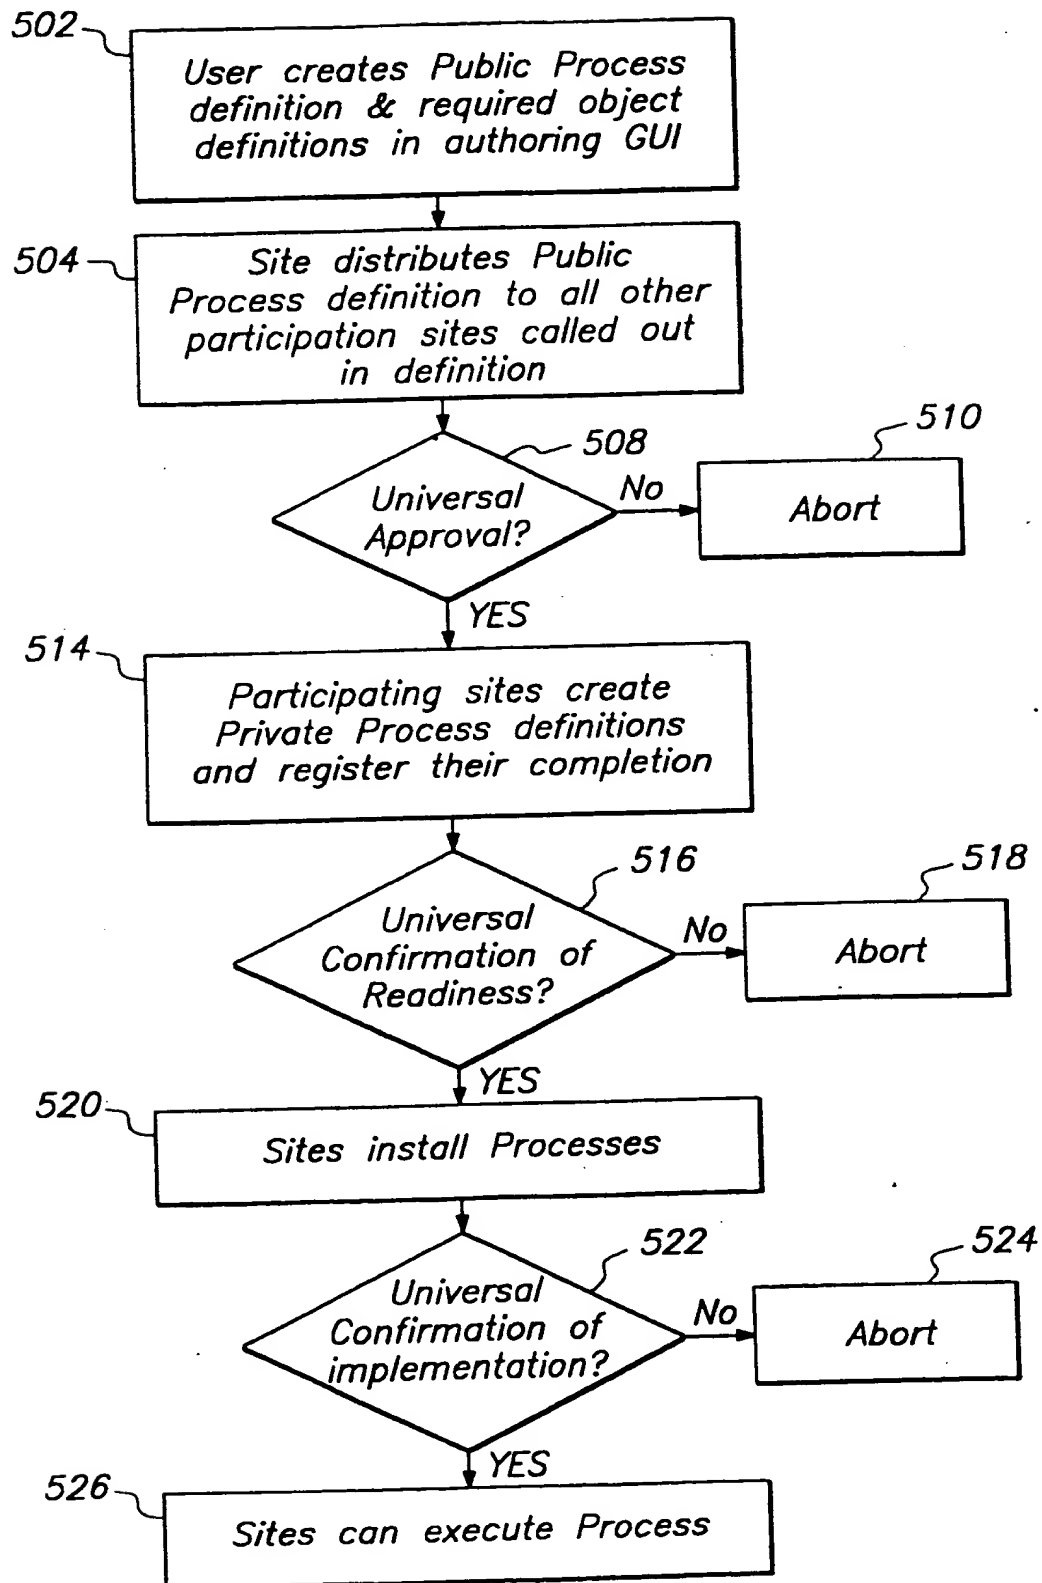 502
User creates Public Process
definition & required object
definitions in authoring GUI
504
Site distributes Public
Process definition to all other
participation sites called out
in definition
508
510
Universal
Approval?
No
Abort
YES
514
Participating sites create
Private Process definitions
and register their completion
516
518
Universal
Confirmation of
Readiness?
No
Abort
YES
520
Sites install Processes
522
524
Universal
Confirmation of
implementation?
No
Abort
YES
526
Sites can execute Process